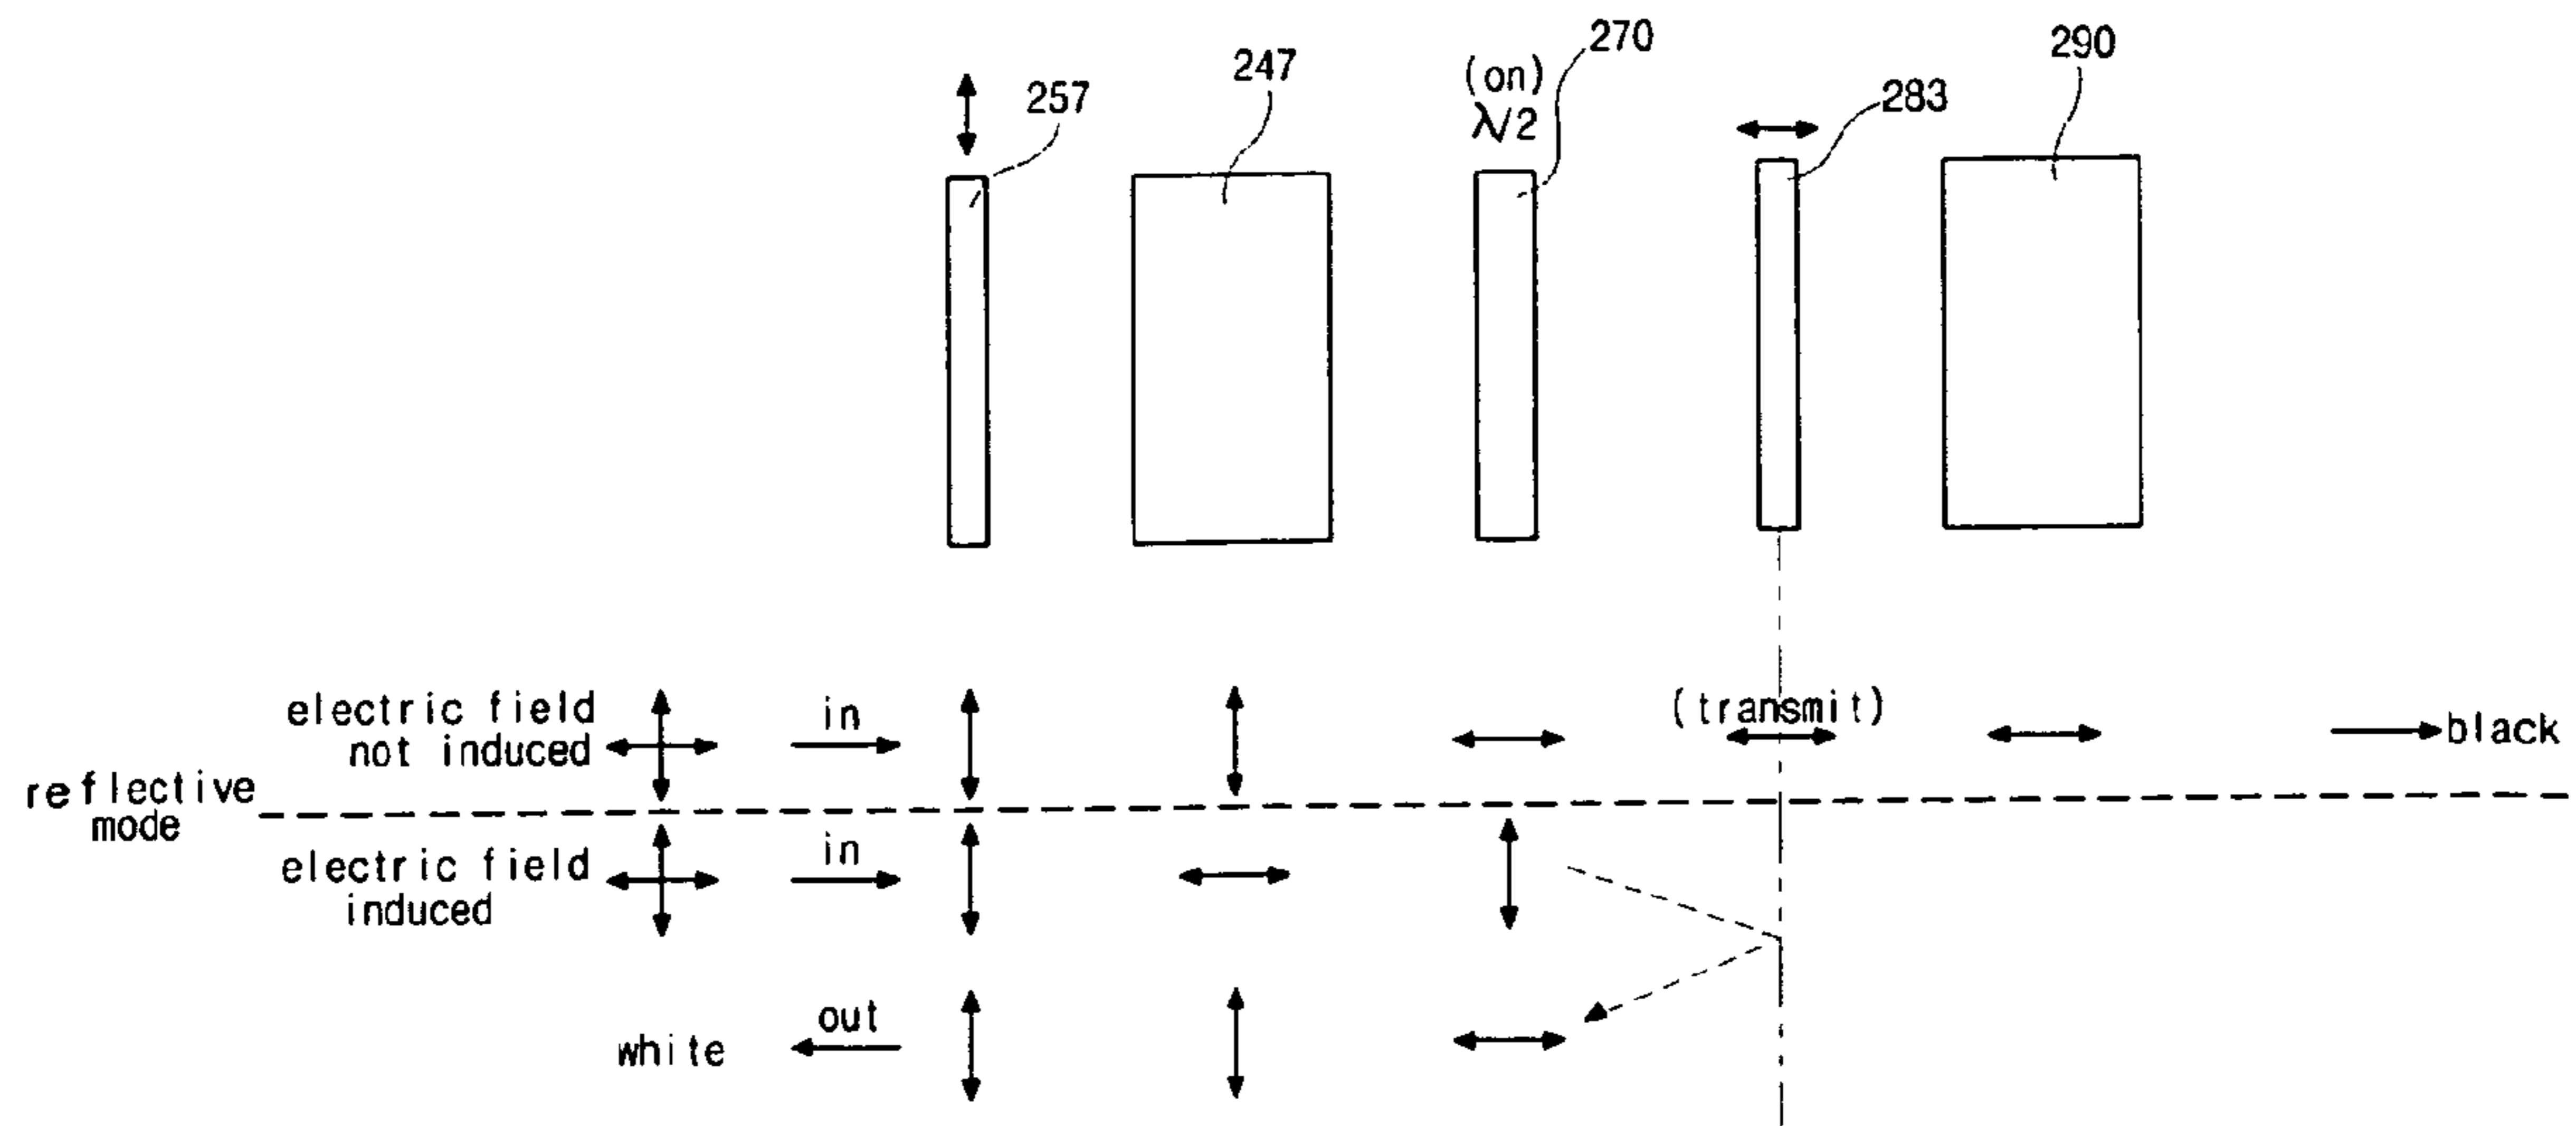 257
247
(on)
λ/2
270
283
290
electric field
not induced
in
(transmit)
black
reflective
mode
electric field
induced
in
white
out